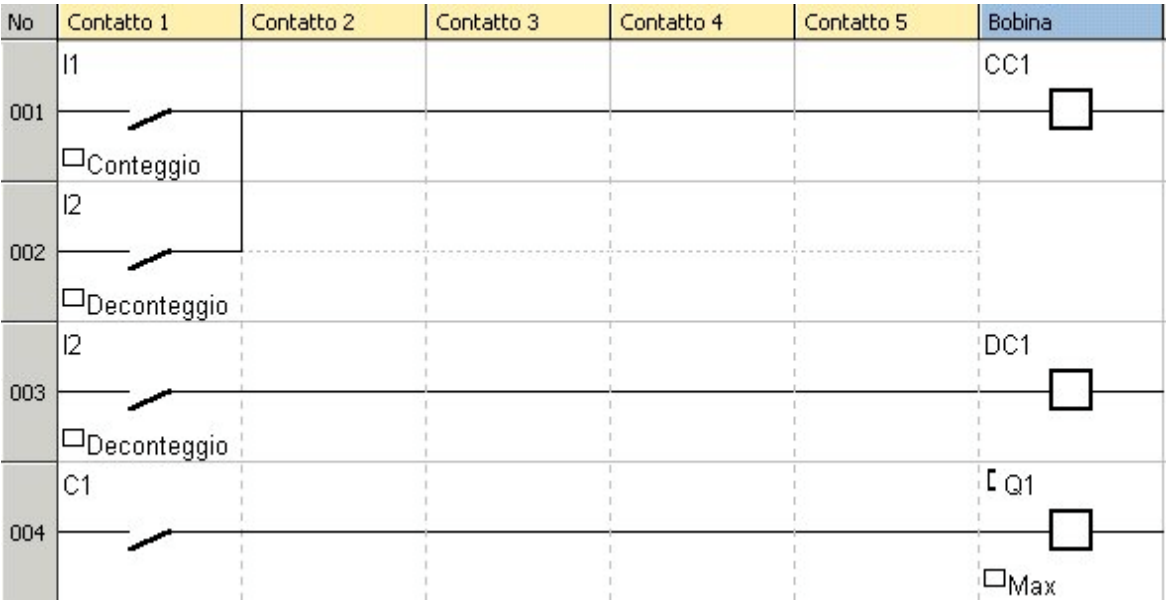 No Contatto 1 Contatto 2 Contatto 3 Contatto 4 Contatto 5 Bobina
I1 CC1
001
Conteggio
I2
002
Deconteggio
I2 DC1
003
Deconteggio
C1 [ Q1
004
Max